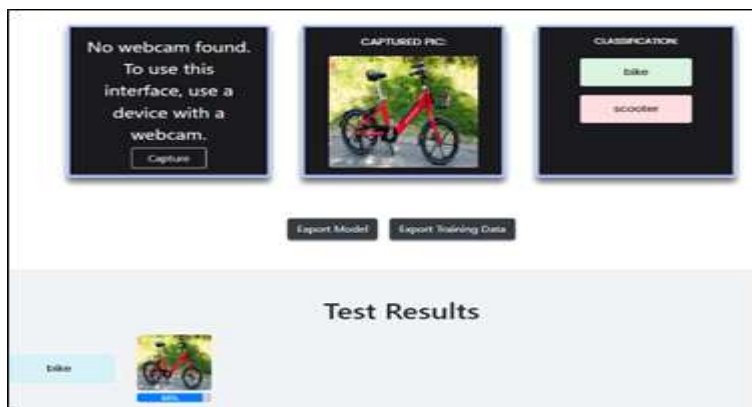 No webcam found.
To use this
interface, use a
device with a
webcam.
Capture
CAPTURED PIC:
CLASSIFICATION:
bike
scooter
Export Model
Export Training Data
Test Results
bike